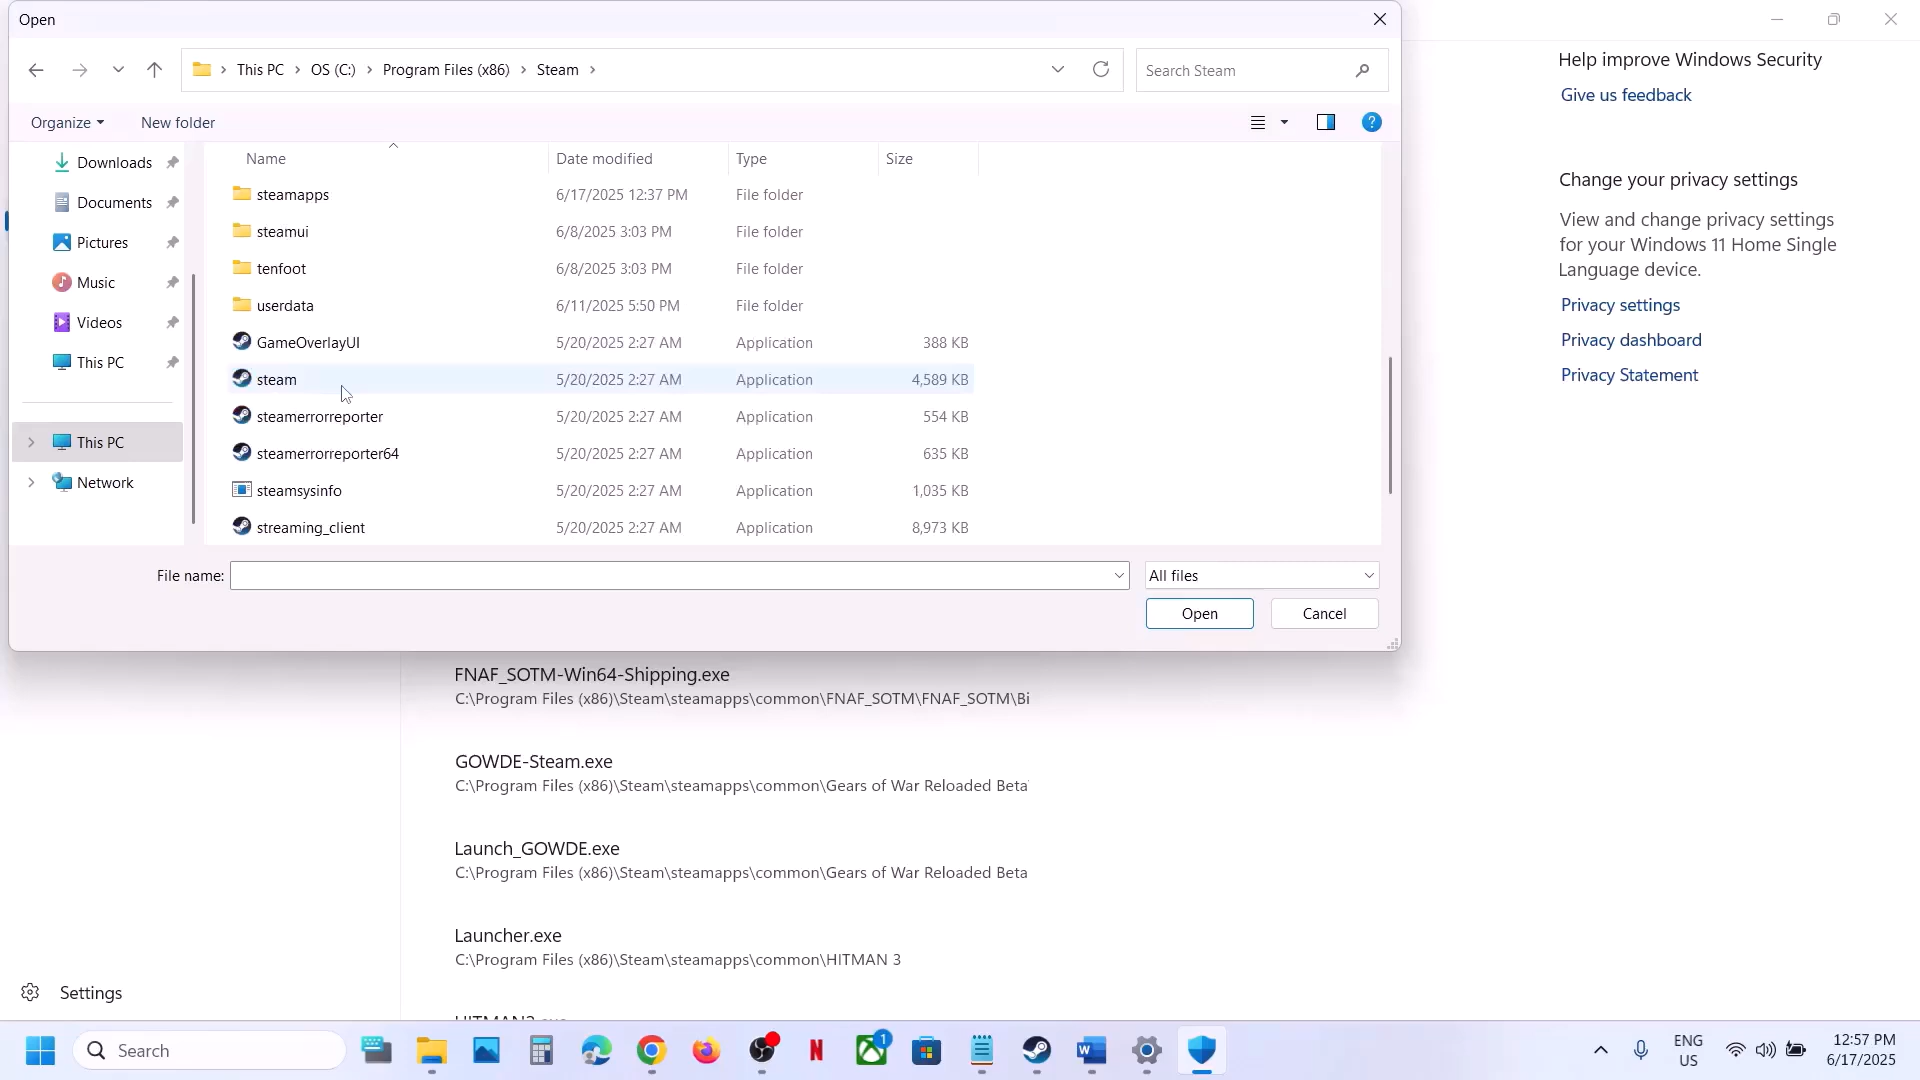 Open
This PC > OS (C:) > Program Files (x86) > Steam >
Search Steam
Organize
New folder
Downloads
Documents
Pictures
Music
Videos
This PC
This PC
Network
Name Date modified Type Size
steamapps 6/17/2025 12:37 PM File folder
steamui 6/8/2025 3:03 PM File folder
tenfoot 6/8/2025 3:03 PM File folder
userdata 6/11/2025 5:50 PM File folder
GameOverlayUI 5/20/2025 2:27 AM Application 388 KB
steam 5/20/2025 2:27 AM Application 4,589 KB
steamerrorreporter 5/20/2025 2:27 AM Application 554 KB
steamerrorreporter64 5/20/2025 2:27 AM Application 635 KB
steamsysinfo 5/20/2025 2:27 AM Application 1,035 KB
streaming_client 5/20/2025 2:27 AM Application 8,973 KB
File name:
All files
Open
Cancel
Help improve Windows Security
Give us feedback
Change your privacy settings
View and change privacy settings
for your Windows 11 Home Single
Language device.
Privacy settings
Privacy dashboard
Privacy Statement
FNAF_SOTM-Win64-Shipping.exe
C:\Program Files (x86)\Steam\steamapps\common\FNAF_SOTM\FNAF_SOTM\Bi
GOWDE-Steam.exe
C:\Program Files (x86)\Steam\steamapps\common\Gears of War Reloaded Beta
Launch_GOWDE.exe
C:\Program Files (x86)\Steam\steamapps\common\Gears of War Reloaded Beta
Launcher.exe
C:\Program Files (x86)\Steam\steamapps\common\HITMAN 3
Settings
Search
1
ENG
US
12:57 PM
6/17/2025